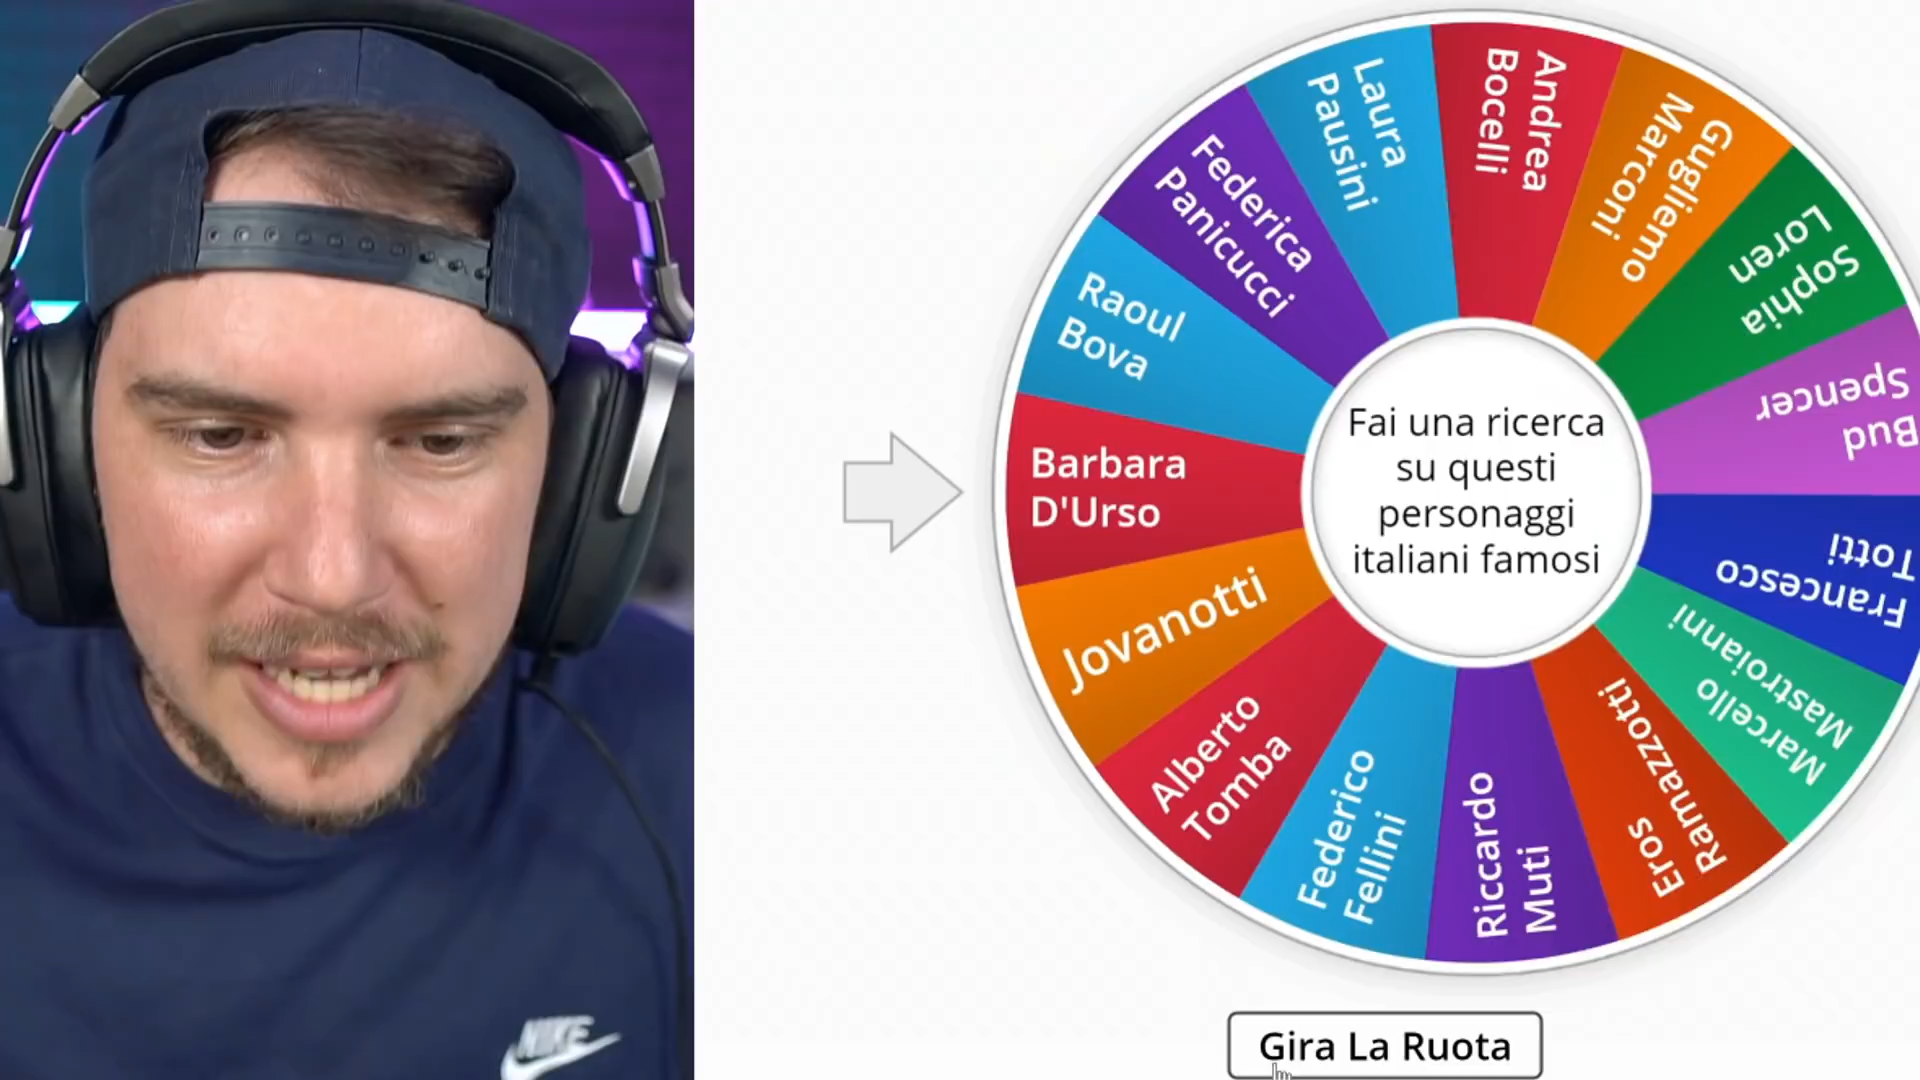 Andrea
Bocelli
Guglielmo
Marconi
Sophia
Loren
Bud
Spencer
Francesco
Totti
Marcello
Mastroianni
Eros
Ramazzotti
Riccardo
Muti
Federico
Fellini
Alberto
Tomba
Jovanotti
Barbara
D'Urso
Raoul
Bova
Federica
Panicucci
Laura
Pausini
Fai una ricerca
su questi
personaggi
italiani famosi
Gira La Ruota
NIKE